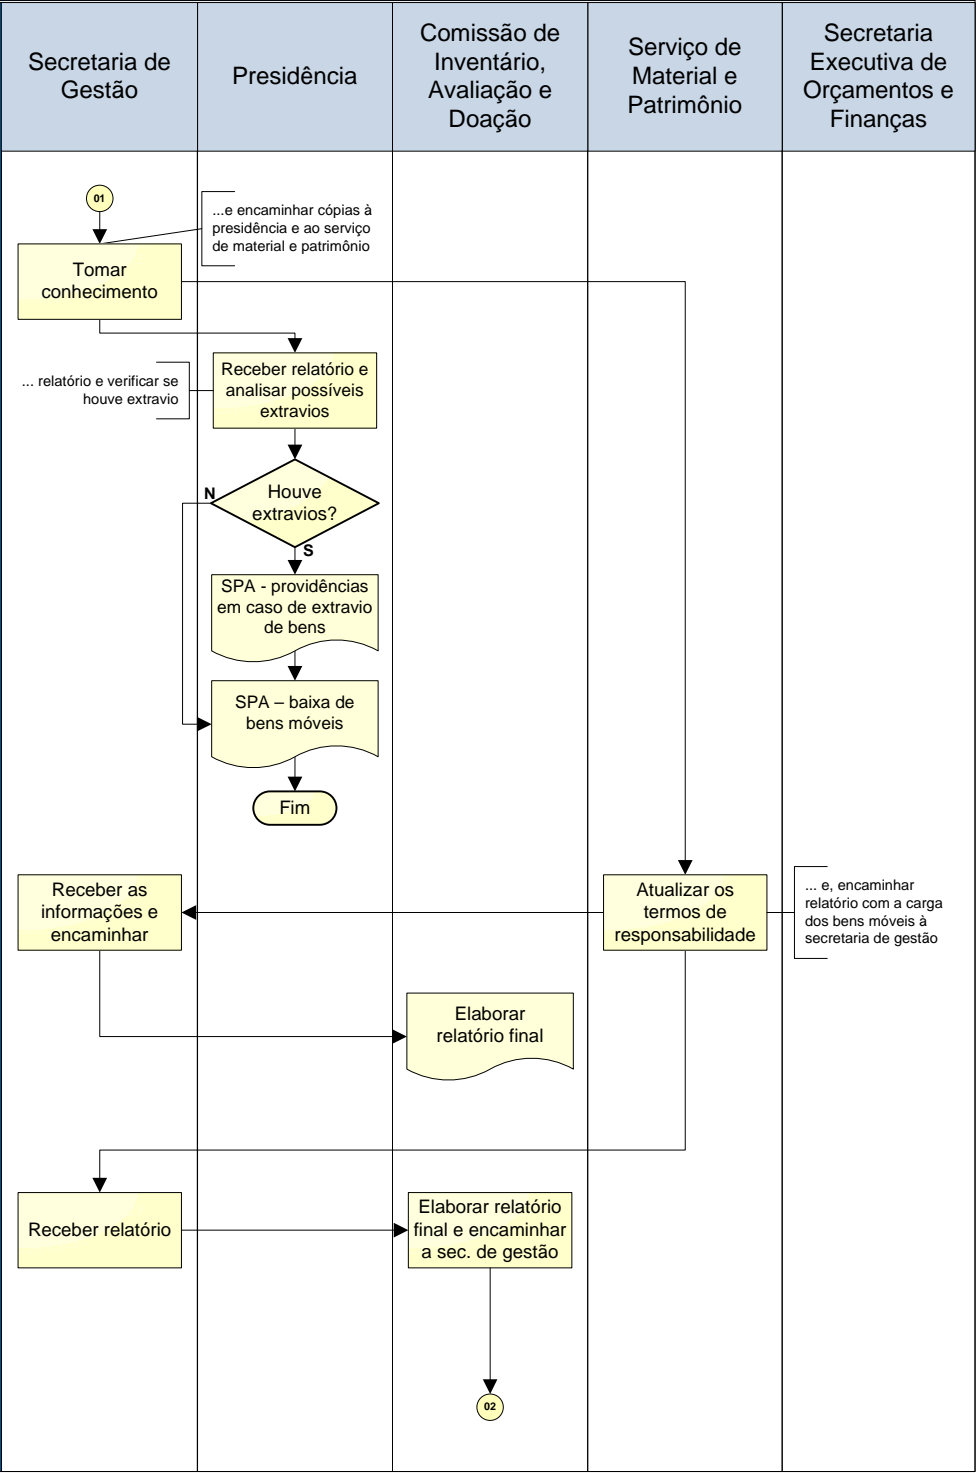 Secretaria de
Gestão
Presidência
Comissão de
Inventário,
Avaliação e
Doação
Serviço de
Material e
Patrimônio
Secretaria
Executiva de
Orçamentos e
Finanças
01
...e encaminhar cópias à
presidência e ao serviço
de material e patrimônio
Tomar
conhecimento
Receber relatório e
analisar possíveis
extravios
... relatório e verificar se
houve extravio
N
Houve
extravios?
S
SPA - providências
em caso de extravio
de bens
SPA – baixa de
bens móveis
Fim
Receber as
informações e
encaminhar
Atualizar os
termos de
responsabilidade
... e, encaminhar
relatório com a carga
dos bens móveis à
secretaria de gestão
Elaborar
relatório final
Receber relatório
Elaborar relatório
final e encaminhar
a sec. de gestão
02